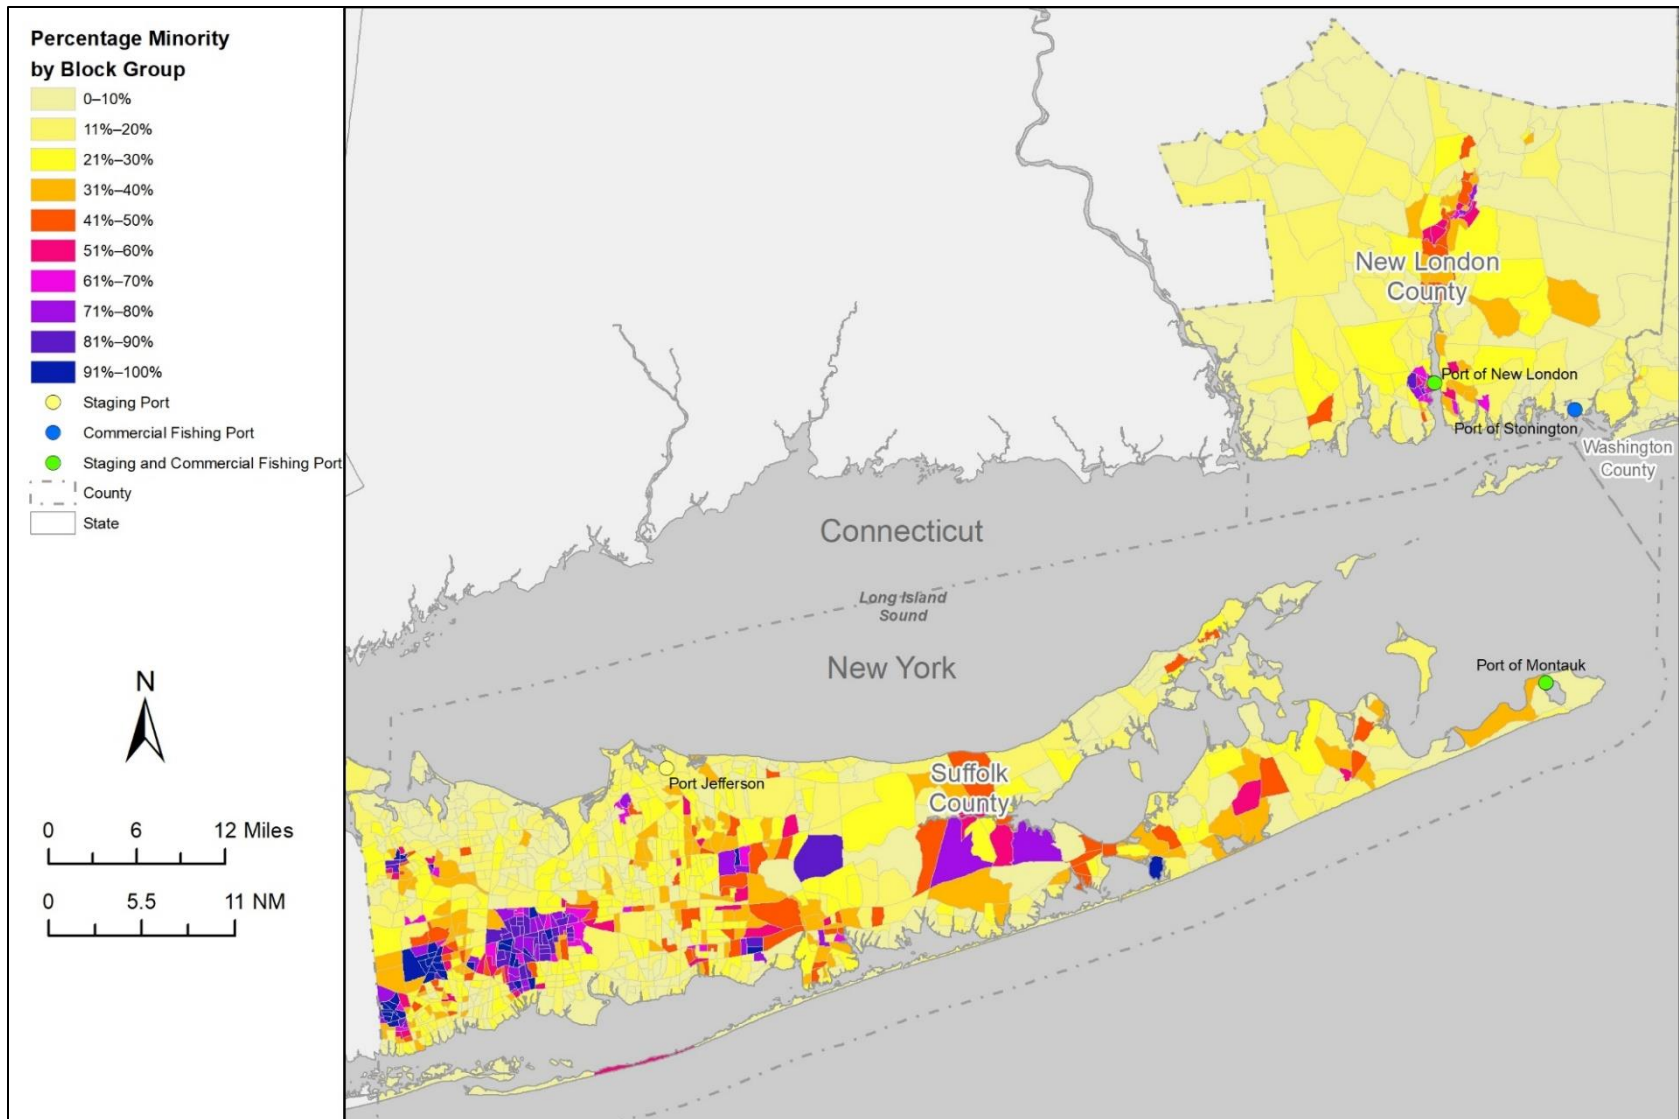 Percentage Minority
by Block Group
0–10%
11%–20%
21%–30%
31%–40%
41%–50%
51%–60%
61%–70%
71%–80%
81%–90%
91%–100%
Staging Port
Commercial Fishing Port
Staging and Commercial Fishing Port
County
State
N
0 6 12 Miles
0 5.5 11 NM
New London
County
Port of New London
Port of Stonington
Washington
County
Connecticut
Long Island
Sound
New York
Port of Montauk
Port Jefferson
Suffolk
County